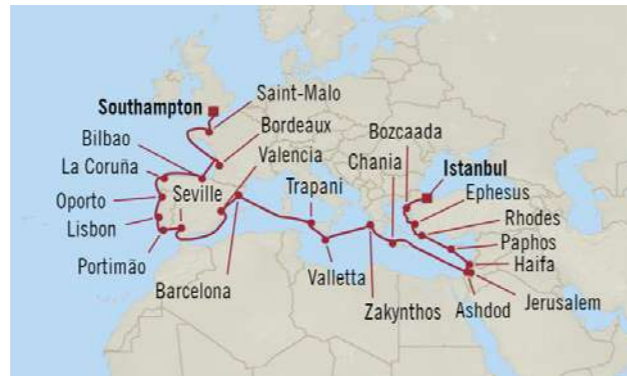 Southampton
Saint-Malo
Bilbao
Bordeaux
La Coruña
Valencia
Oporto
Seville
Lisbon
Portimão
Barcelona
Trapani
Valletta
Chania
Bozcaada
Istanbul
Ephesus
Rhodes
Paphos
Haifa
Jerusalem
Ashdod
Zakynthos